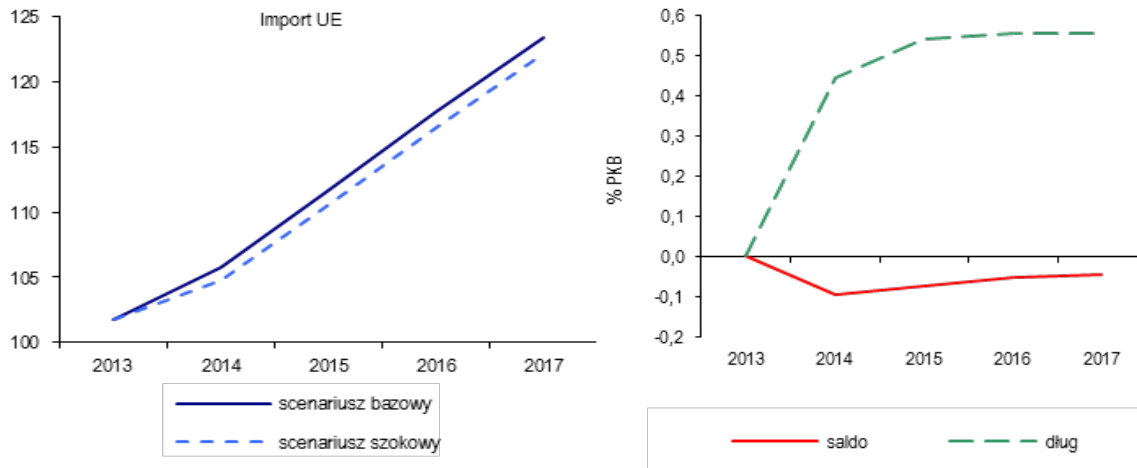 Import UE
125
120
115
110
105
100
2013 2014 2015 2016 2017
scenariusz bazowy
scenariusz szokowy
% PKB
0,6
0,5
0,4
0,3
0,2
0,1
0,0
-0,1
-0,2
2013 2014 2015 2016 2017
saldo dług